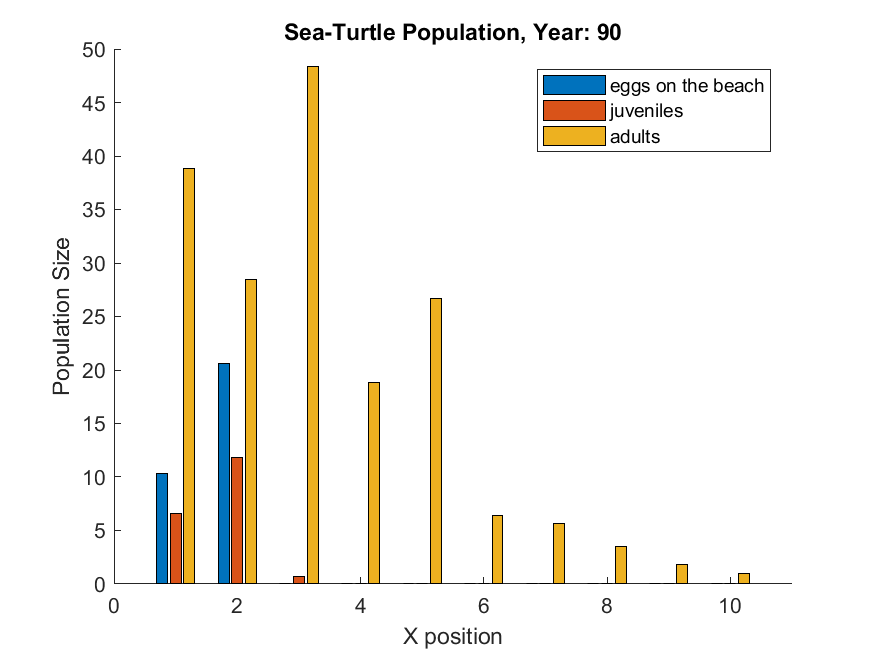 Sea-Turtle Population, Year: 90
50
45
40
35
30
25
20
15
10
5
0
Population Size
eggs on the beach
juveniles
adults
0 2 4 6 8 10
X position